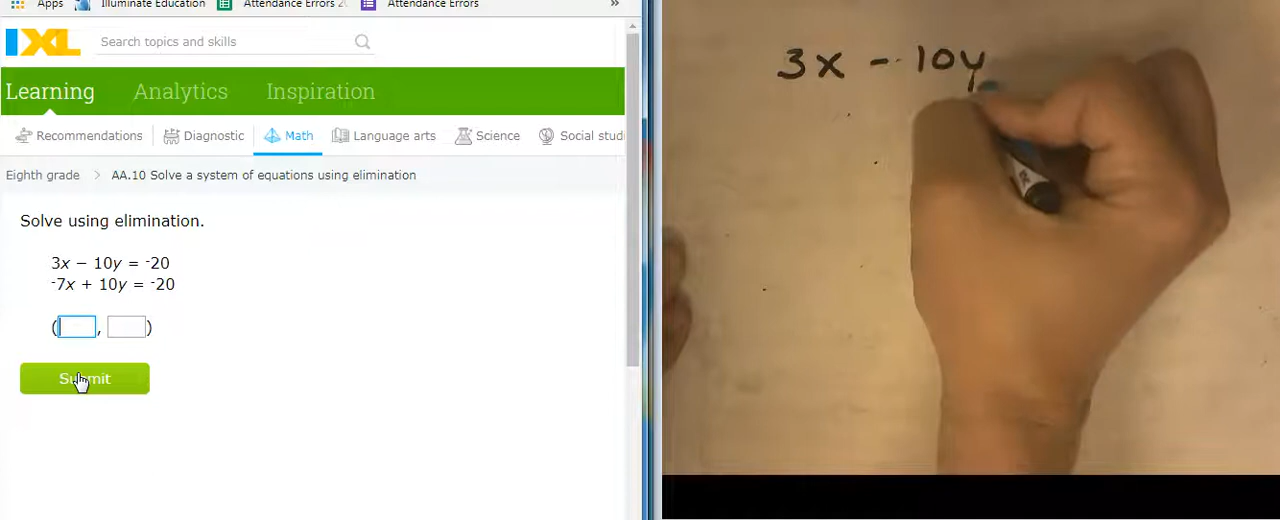 Apps Illuminate Education Attendance Errors Attendance Errors »
IXL Search topics and skills
Learning Analytics Inspiration
Recommendations Diagnostic Math Language arts Science Social studi
Eighth grade > AA.10 Solve a system of equations using elimination
Solve using elimination.
3x − 10y = -20
-7x + 10y = -20
( , )
Submit
3x - 10y